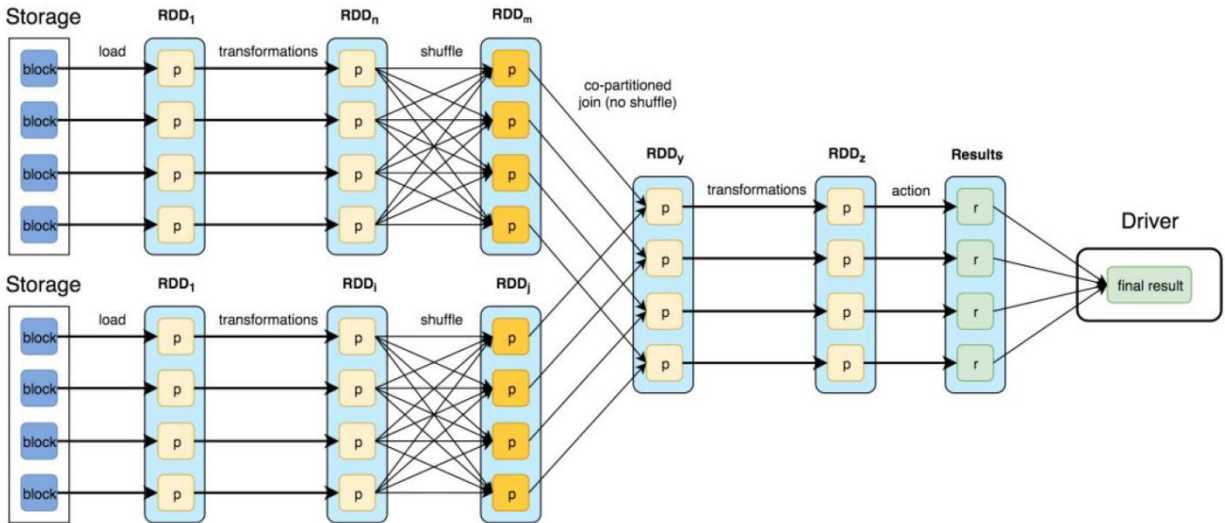 Storage
RDD1
RDDn
RDDm
load
transformations
shuffle
block
p
p
p
block
p
p
p
block
p
p
p
block
p
p
p
co-partitioned
join (no shuffle)
Storage
RDD1
RDDi
RDDj
load
transformations
shuffle
block
p
p
p
block
p
p
p
block
p
p
p
block
p
p
p
RDDy
RDDz
Results
transformations
action
p
p
r
p
p
r
p
p
r
p
p
r
Driver
final result